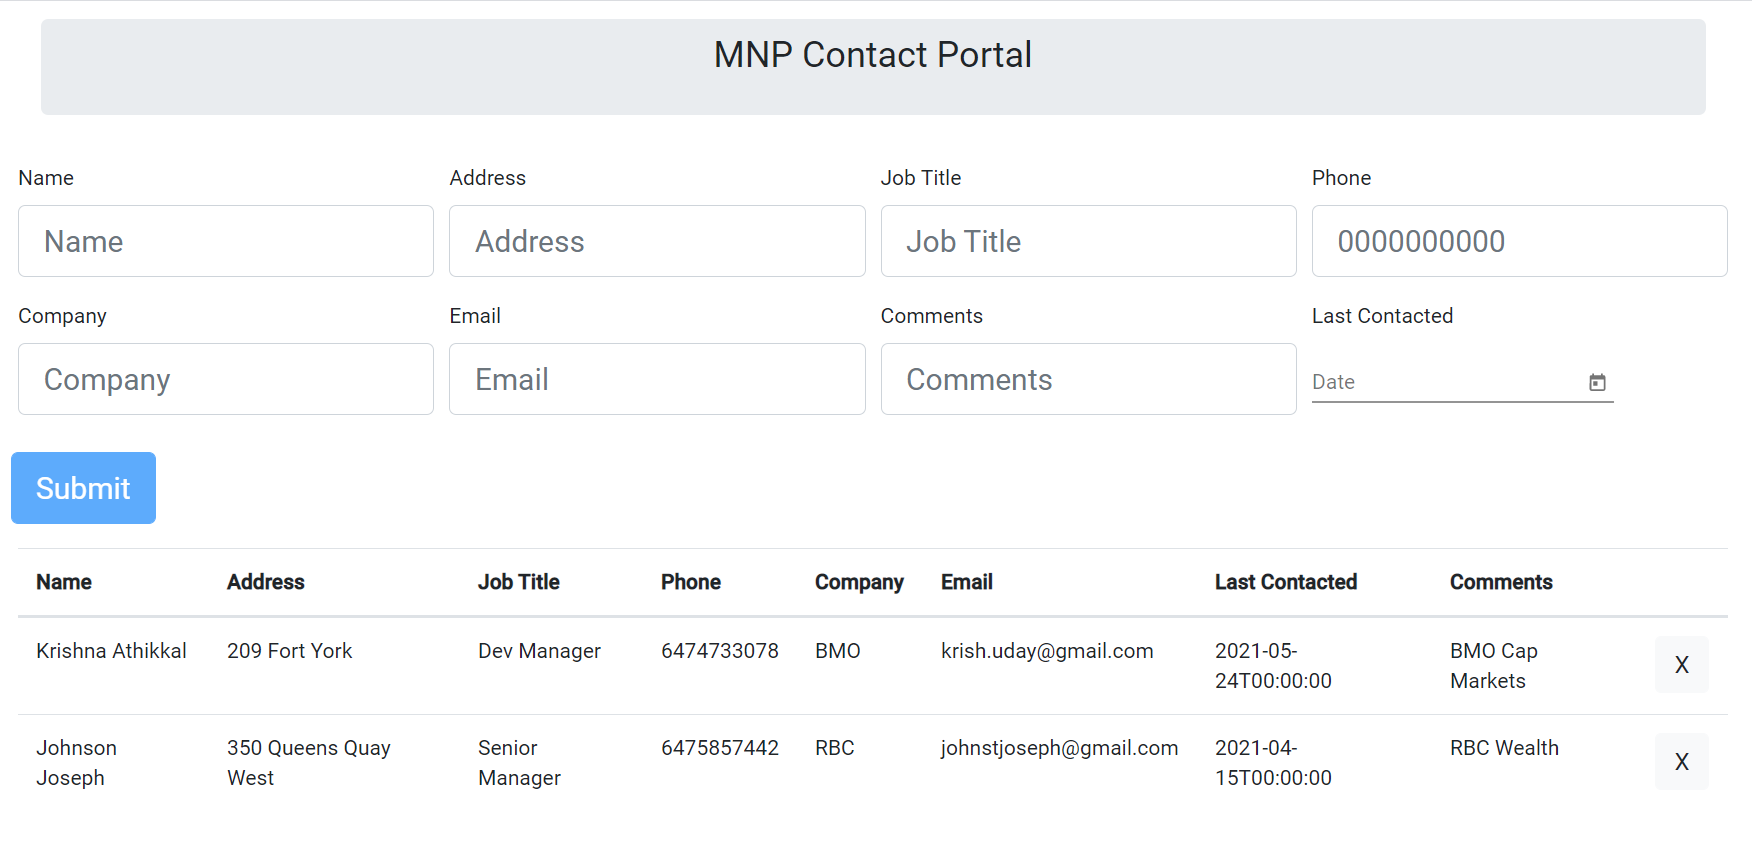 MNP Contact Portal
Name Address Job Title Phone
Name Address Job Title 0000000000
Company Email Comments Last Contacted
Company Email Comments Date
Submit
Name Address Job Title Phone Company Email Last Contacted Comments
Krishna Athikkal 209 Fort York Dev Manager 6474733078 BMO krish.uday@gmail.com 2021-05- BMO Cap X
24T00:00:00 Markets
Johnson 350 Queens Quay Senior 6475857442 RBC johnstjoseph@gmail.com 2021-04- RBC Wealth X
Joseph West Manager 15T00:00:00